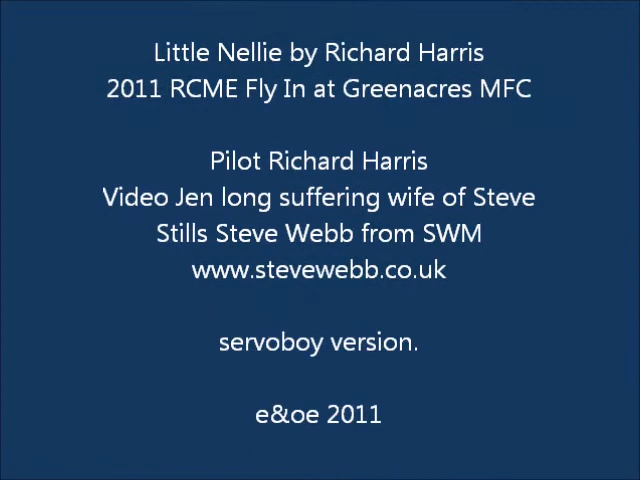 Little Nellie by Richard Harris
2011 RCME Fly In at Greenacres MFC
Pilot Richard Harris
Video Jen long suffering wife of Steve
Stills Steve Webb from SWM
www.stevewebb.co.uk
servoboy version.
e&oe 2011